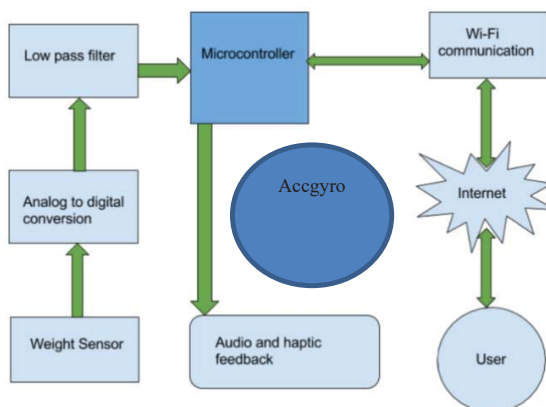 Low pass filter
Microcontroller
Wi-Fi
communication
Analog to digital
conversion
Accgyro
Internet
Weight Sensor
Audio and haptic
feedback
User